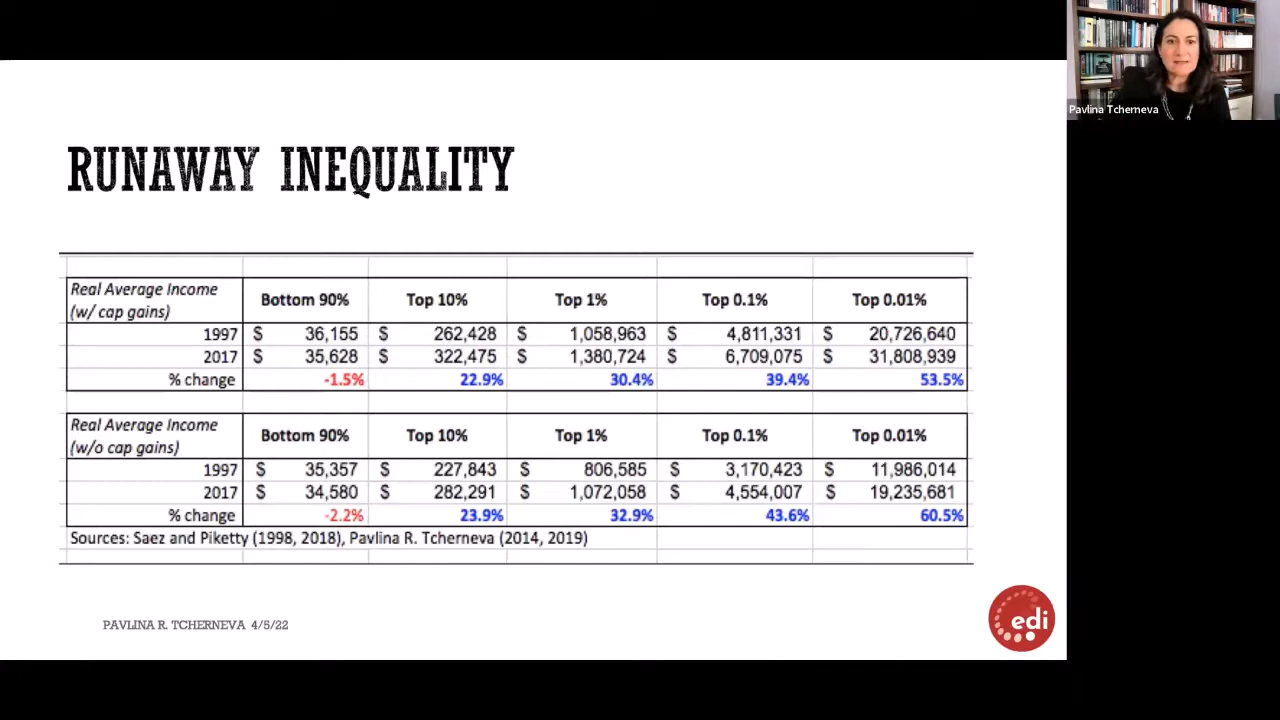 Pavlina Tcherneva
RUNAWAY INEQUALITY
Real Average Income
(w/ cap gains) Bottom 90% Top 10% Top 1% Top 0.1% Top 0.01%
1997 $ 36,155 $ 262,428 $ 1,058,963 $ 4,811,331 $ 20,726,640
2017 $ 35,628 $ 322,475 $ 1,380,724 $ 6,709,075 $ 31,808,939
% change -1.5% 22.9% 30.4% 39.4% 53.5%
Real Average Income
(w/o cap gains) Bottom 90% Top 10% Top 1% Top 0.1% Top 0.01%
1997 $ 35,357 $ 227,843 $ 806,585 $ 3,170,423 $ 11,986,014
2017 $ 34,580 $ 282,291 $ 1,072,058 $ 4,554,007 $ 19,235,681
% change -2.2% 23.9% 32.9% 43.6% 60.5%
Sources: Saez and Piketty (1998, 2018), Pavlina R. Tcherneva (2014, 2019)
PAVLINA R. TCHERNEVA 4/5/22
edi